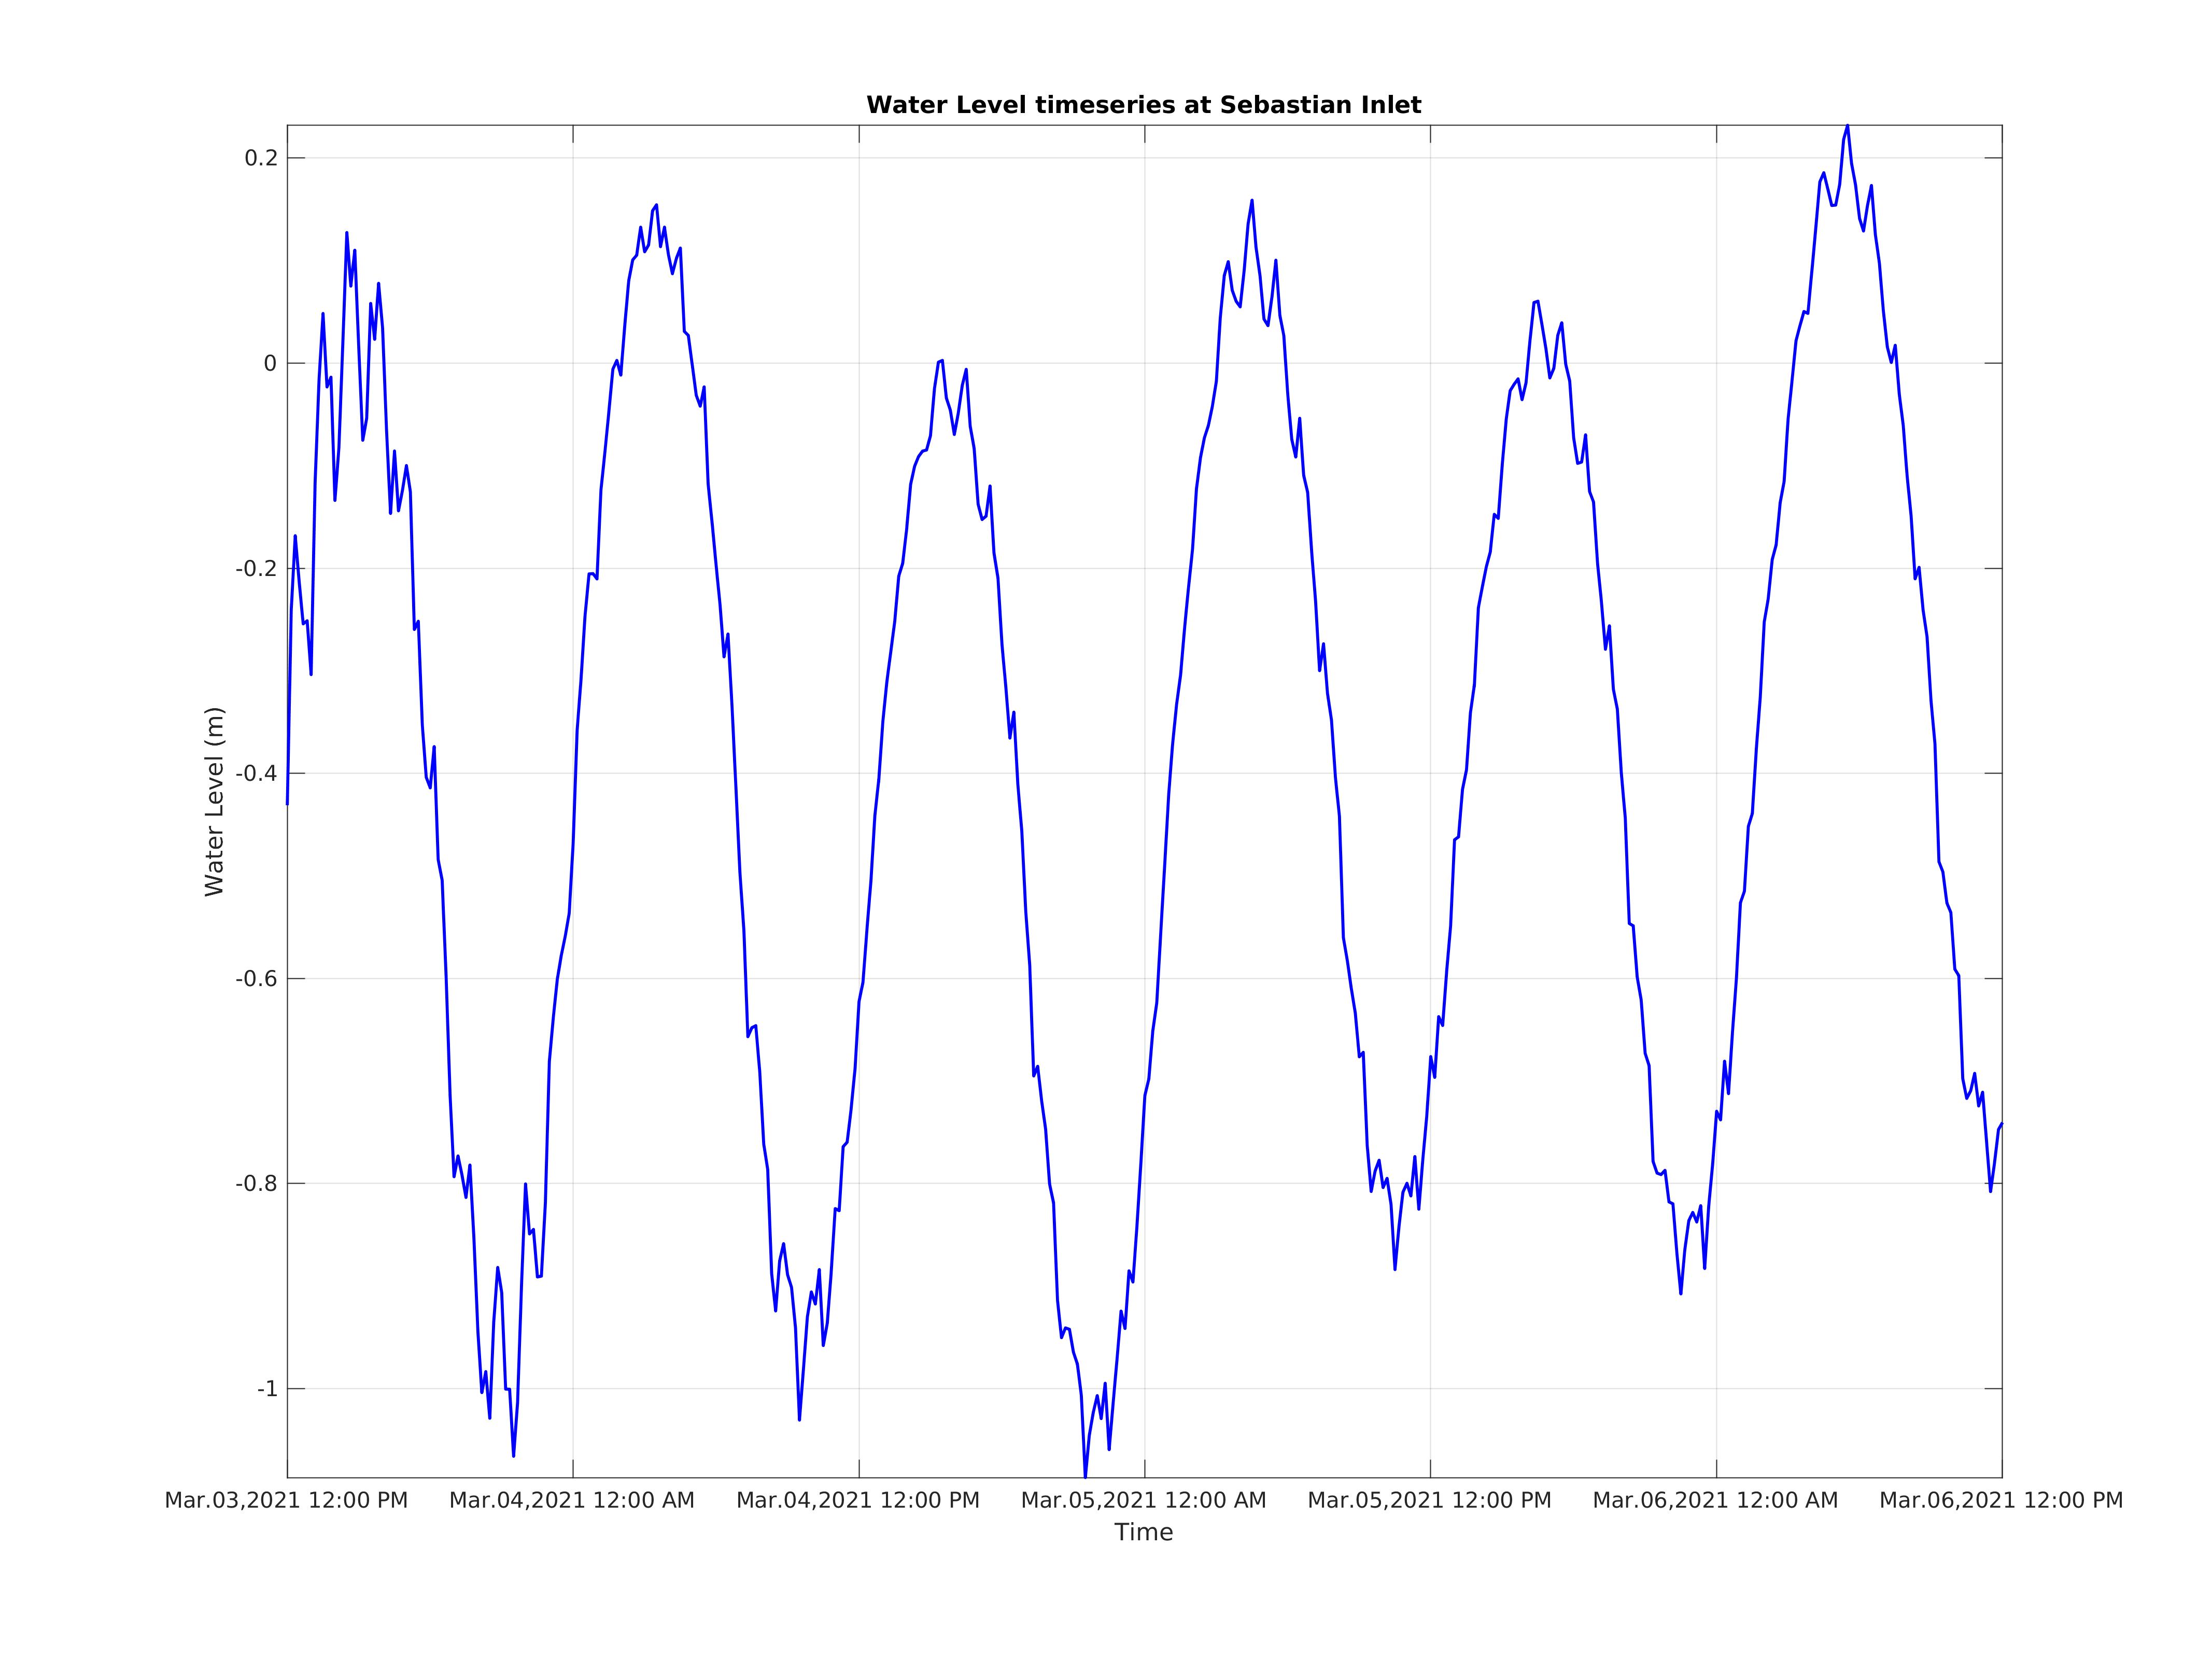 Water Level timeseries at Sebastian Inlet
0.2
0
-0.2
-0.4
-0.6
-0.8
-1
Water Level (m)
Mar.03,2021 12:00 PM Mar.04,2021 12:00 AM Mar.04,2021 12:00 PM Mar.05,2021 12:00 AM Mar.05,2021 12:00 PM Mar.06,2021 12:00 AM Mar.06,2021 12:00 PM
Time